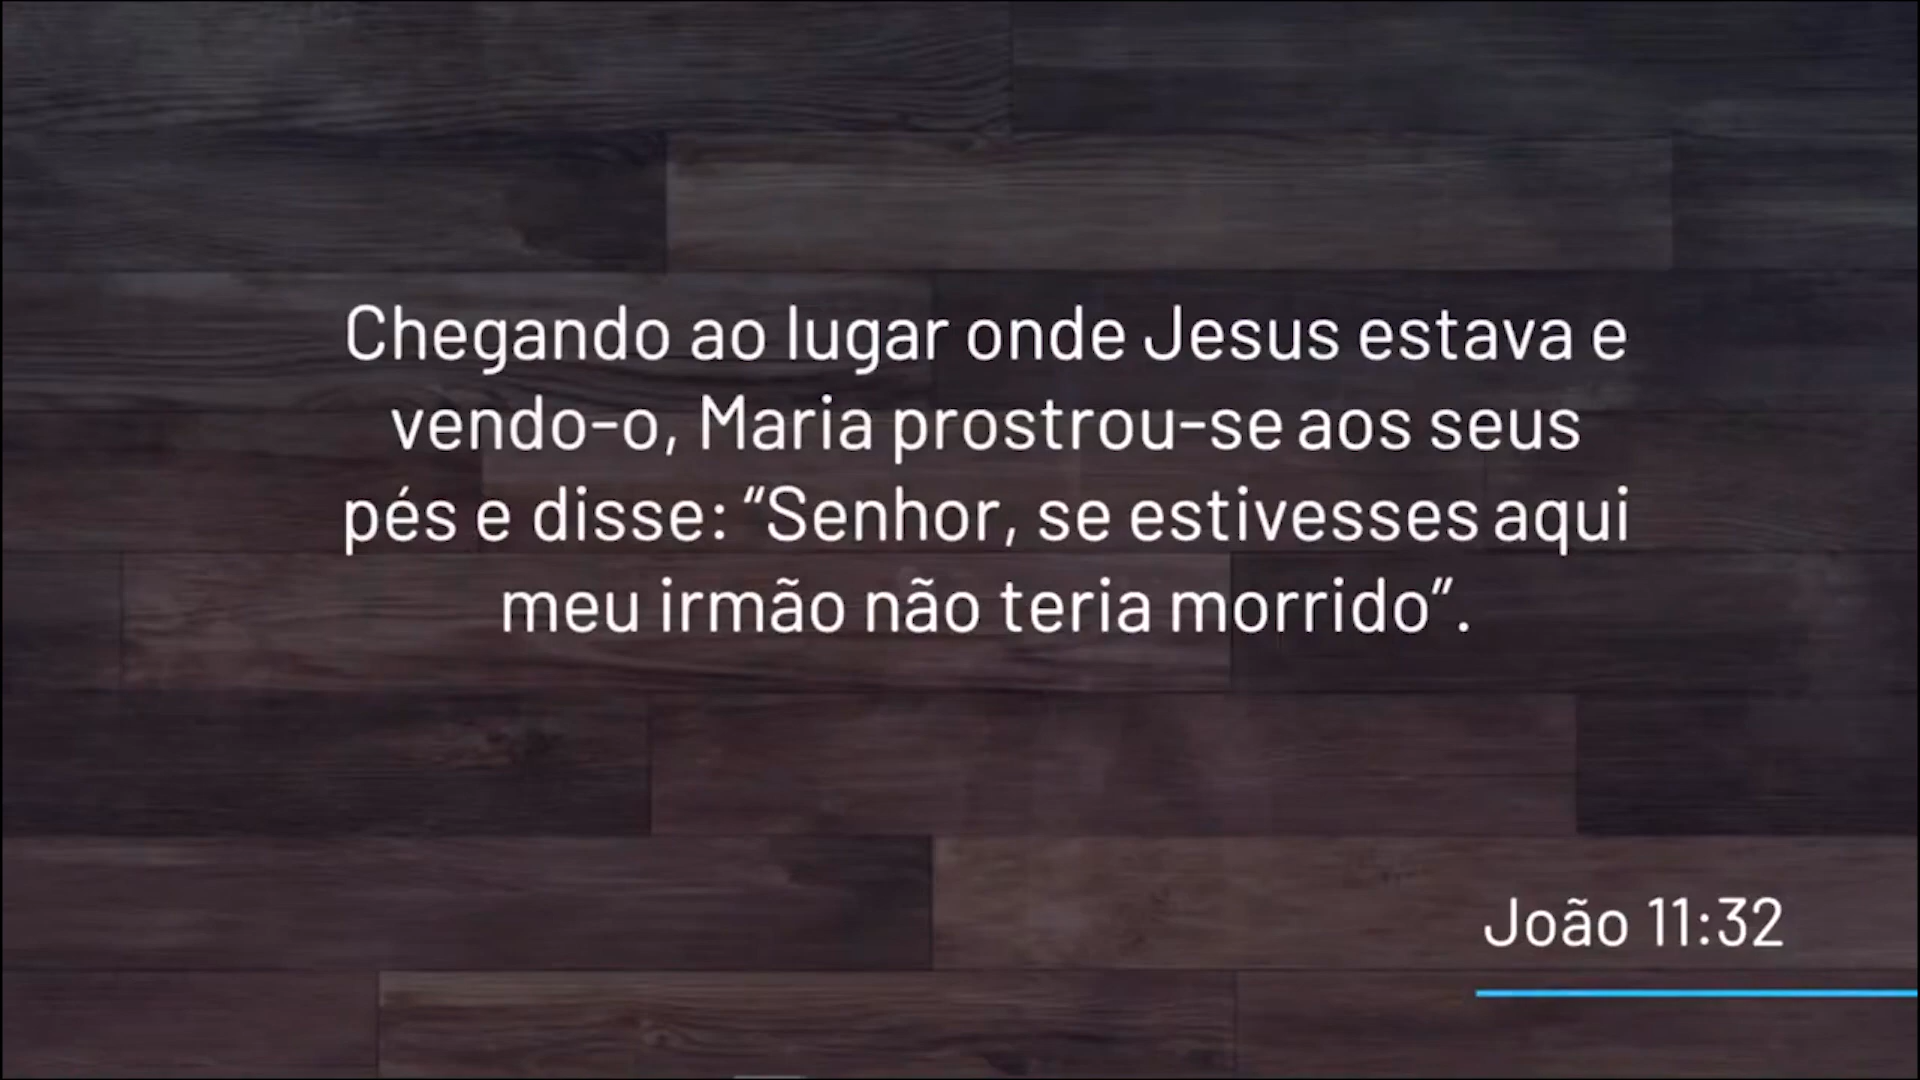 Chegando ao lugar onde Jesus estava e
vendo-o, Maria prostrou-se aos seus
pés e disse: “Senhor, se estivesses aqui
meu irmão não teria morrido”.
João 11:32